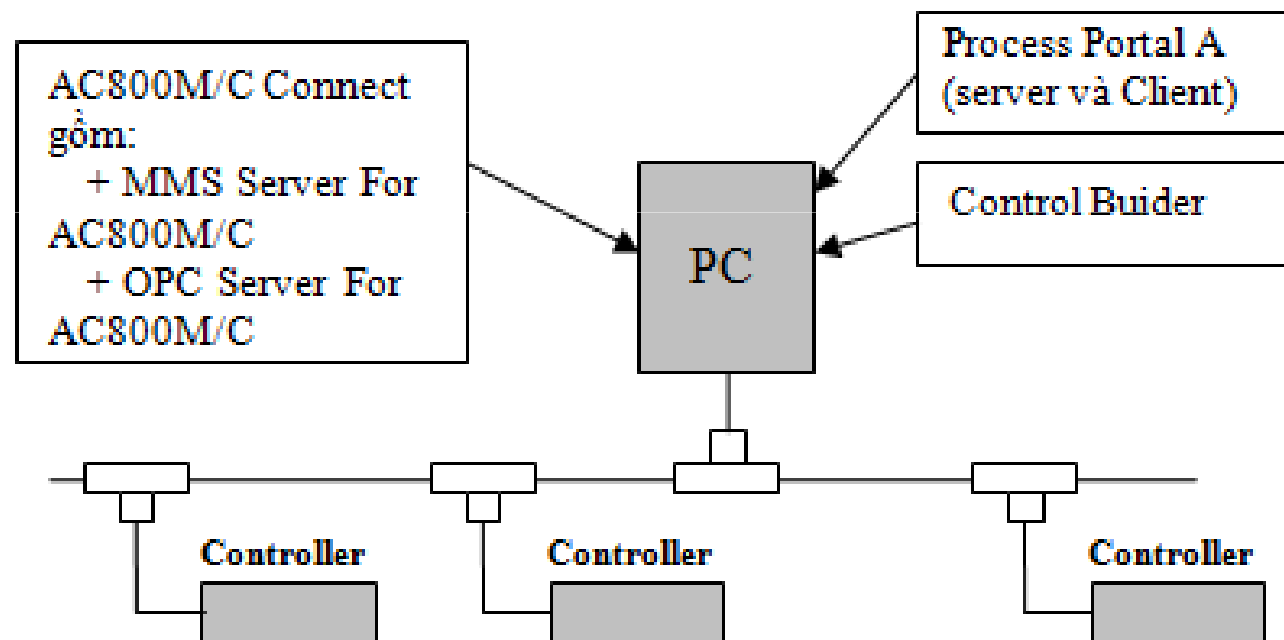 AC800M/C Connect
gồm:
+ MMS Server For
AC800M/C
+ OPC Server For
AC800M/C
Process Portal A
(server và Client)
Control Buider
PC
Controller
Controller
Controller